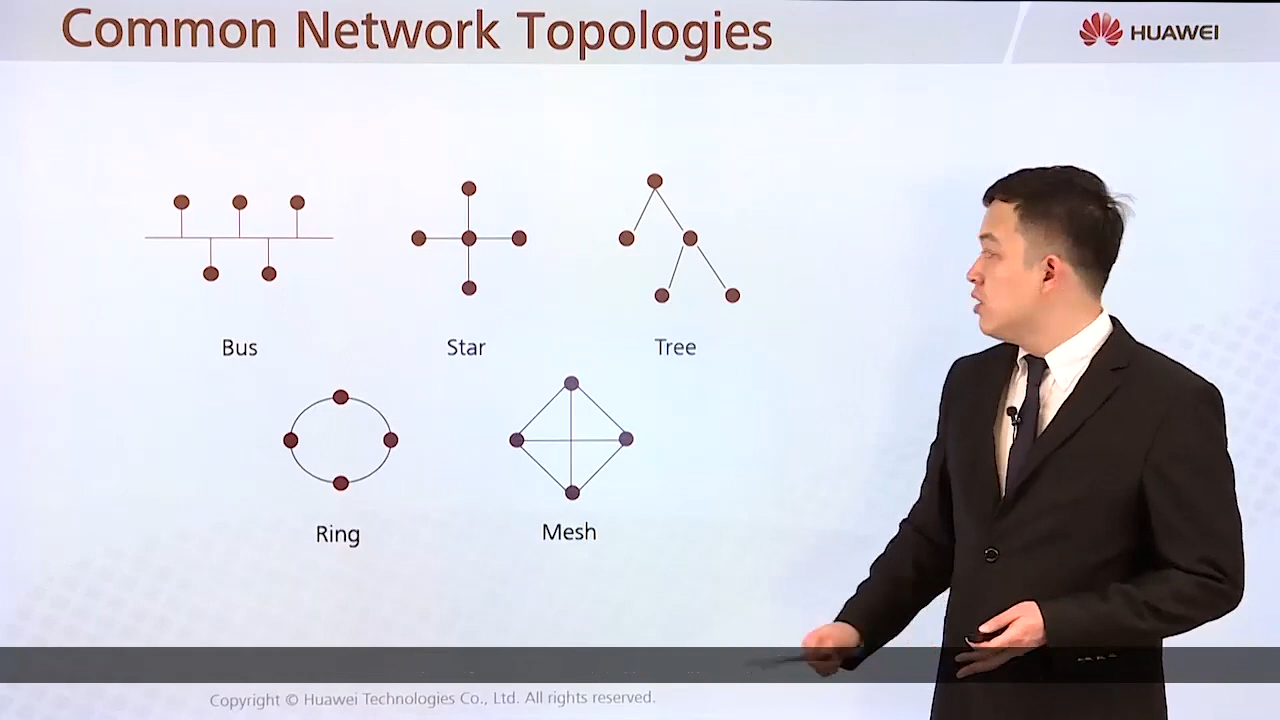 Common Network Topologies
HUAWEI
Bus
Star
Tree
Ring
Mesh
Copyright © Huawei Technologies Co., Ltd. All rights reserved.